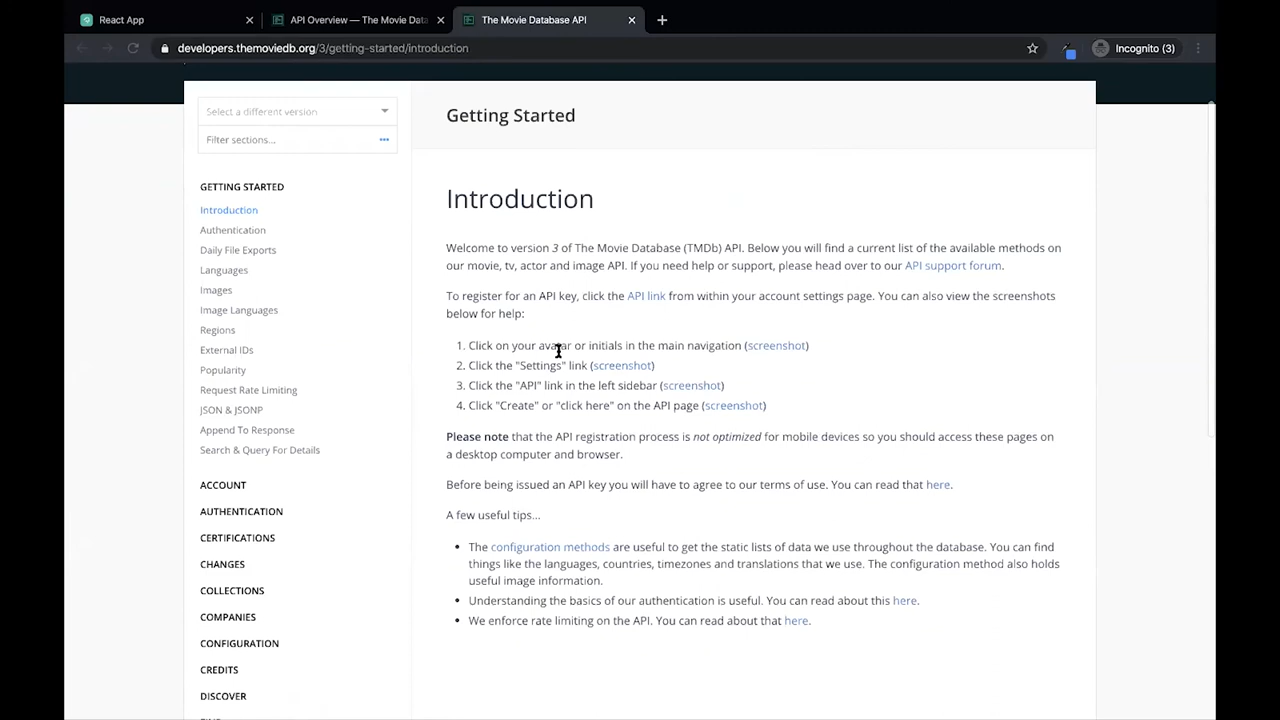 React App
API Overview — The Movie Data
The Movie Database API
developers.themoviedb.org/3/getting-started/introduction
Incognito (3)
Select a different version
Filter sections...
GETTING STARTED
Introduction
Authentication
Daily File Exports
Languages
Images
Image Languages
Regions
External IDs
Popularity
Request Rate Limiting
JSON & JSONP
Append To Response
Search & Query For Details
ACCOUNT
AUTHENTICATION
CERTIFICATIONS
CHANGES
COLLECTIONS
COMPANIES
CONFIGURATION
CREDITS
DISCOVER
Getting Started
Introduction
Welcome to version 3 of The Movie Database (TMDb) API. Below you will find a current list of the available methods on
our movie, tv, actor and image API. If you need help or support, please head over to our API support forum.
To register for an API key, click the API link from within your account settings page. You can also view the screenshots
below for help:
1. Click on your avatar or initials in the main navigation (screenshot)
2. Click the "Settings" link (screenshot)
3. Click the "API" link in the left sidebar (screenshot)
4. Click "Create" or "click here" on the API page (screenshot)
Please note that the API registration process is not optimized for mobile devices so you should access these pages on
a desktop computer and browser.
Before being issued an API key you will have to agree to our terms of use. You can read that here.
A few useful tips...
• The configuration methods are useful to get the static lists of data we use throughout the database. You can find
things like the languages, countries, timezones and translations that we use. The configuration method also holds
useful image information.
• Understanding the basics of our authentication is useful. You can read about this here.
• We enforce rate limiting on the API. You can read about that here.